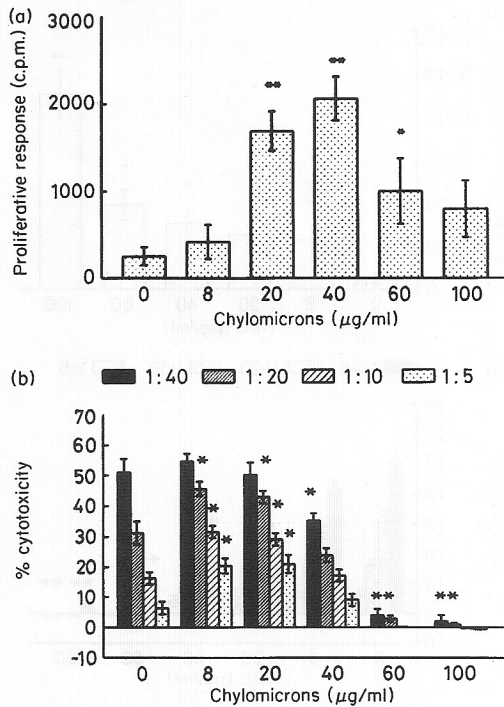 (a)
Proliferative response (c.p.m.)
3000
2000
1000
0
** ** *
0 8 20 40 60 100
Chylomicrons (µg/ml)
(b)
1:40 1:20 1:10 1:5
% cytotoxicity
70
60
50
40
30
20
10
0
-10
* * * * * * * ** **
0 8 20 40 60 100
Chylomicrons (µg/ml)